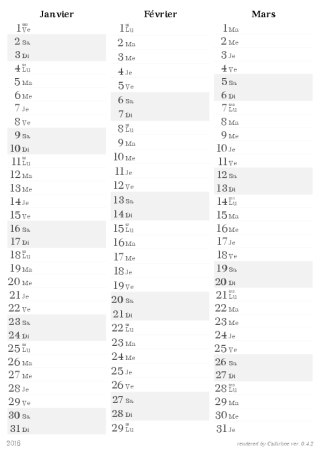 Janvier
1 Ve
2 Sa
3 Di
4 Lu
5 Ma
6 Me
7 Je
8 Ve
9 Sa
10 Di
11 Lu
12 Ma
13 Me
14 Je
15 Ve
16 Sa
17 Di
18 Lu
19 Ma
20 Me
21 Je
22 Ve
23 Sa
24 Di
25 Lu
26 Ma
27 Me
28 Je
29 Ve
30 Sa
31 Di
Février
1 Lu
2 Ma
3 Me
4 Je
5 Ve
6 Sa
7 Di
8 Lu
9 Ma
10 Me
11 Je
12 Ve
13 Sa
14 Di
15 Lu
16 Ma
17 Me
18 Je
19 Ve
20 Sa
21 Di
22 Lu
23 Ma
24 Me
25 Je
26 Ve
27 Sa
28 Di
29 Lu
Mars
1 Ma
2 Me
3 Je
4 Ve
5 Sa
6 Di
7 Lu
8 Ma
9 Me
10 Je
11 Ve
12 Sa
13 Di
14 Lu
15 Ma
16 Me
17 Je
18 Ve
19 Sa
20 Di
21 Lu
22 Ma
23 Me
24 Je
25 Ve
26 Sa
27 Di
28 Lu
29 Ma
30 Me
31 Je
2016
rendered by Callirhoe ver. 0.4.2